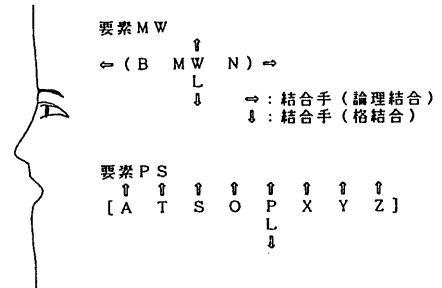 要素MW
⇑
⇐ ( B M W N ) ⇒
L
⇓
⇒ : 結合手 (論理結合)
⇓ : 結合手 (格結合)
要素PS
⇑ ⇑ ⇑ ⇑ ⇑ ⇑ ⇑ ⇑
[ A T S O P X Y Z ]
L
⇓